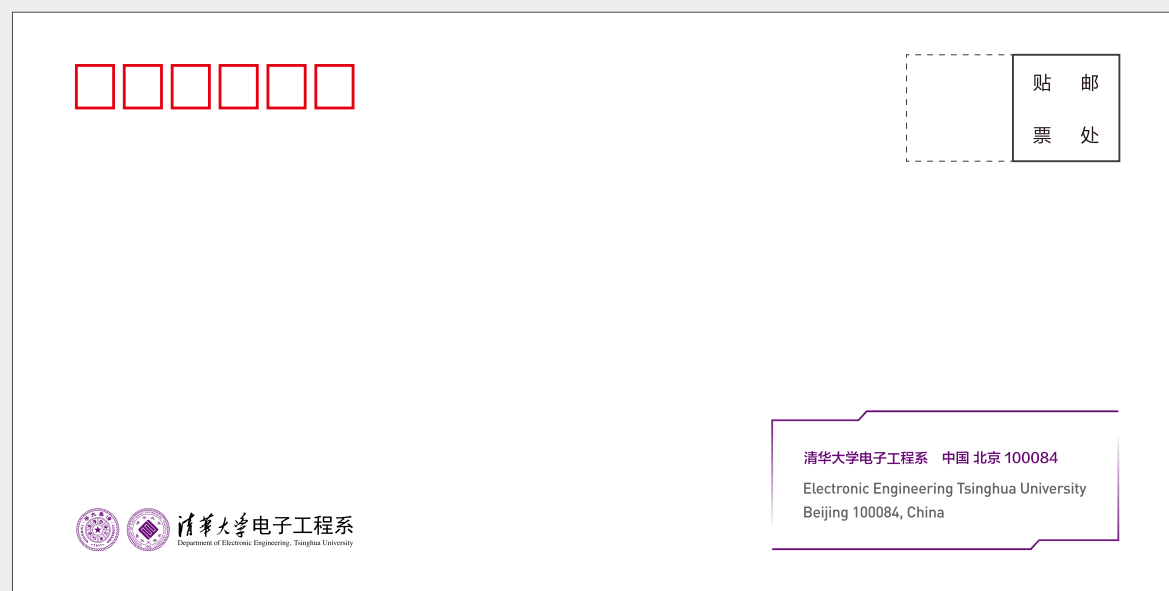 贴 邮
票 处
清华大学电子工程系 中国 北京 100084
Electronic Engineering Tsinghua University
Beijing 100084, China
清華大学电子工程系
Department of Electronic Engineering, Tsinghua University